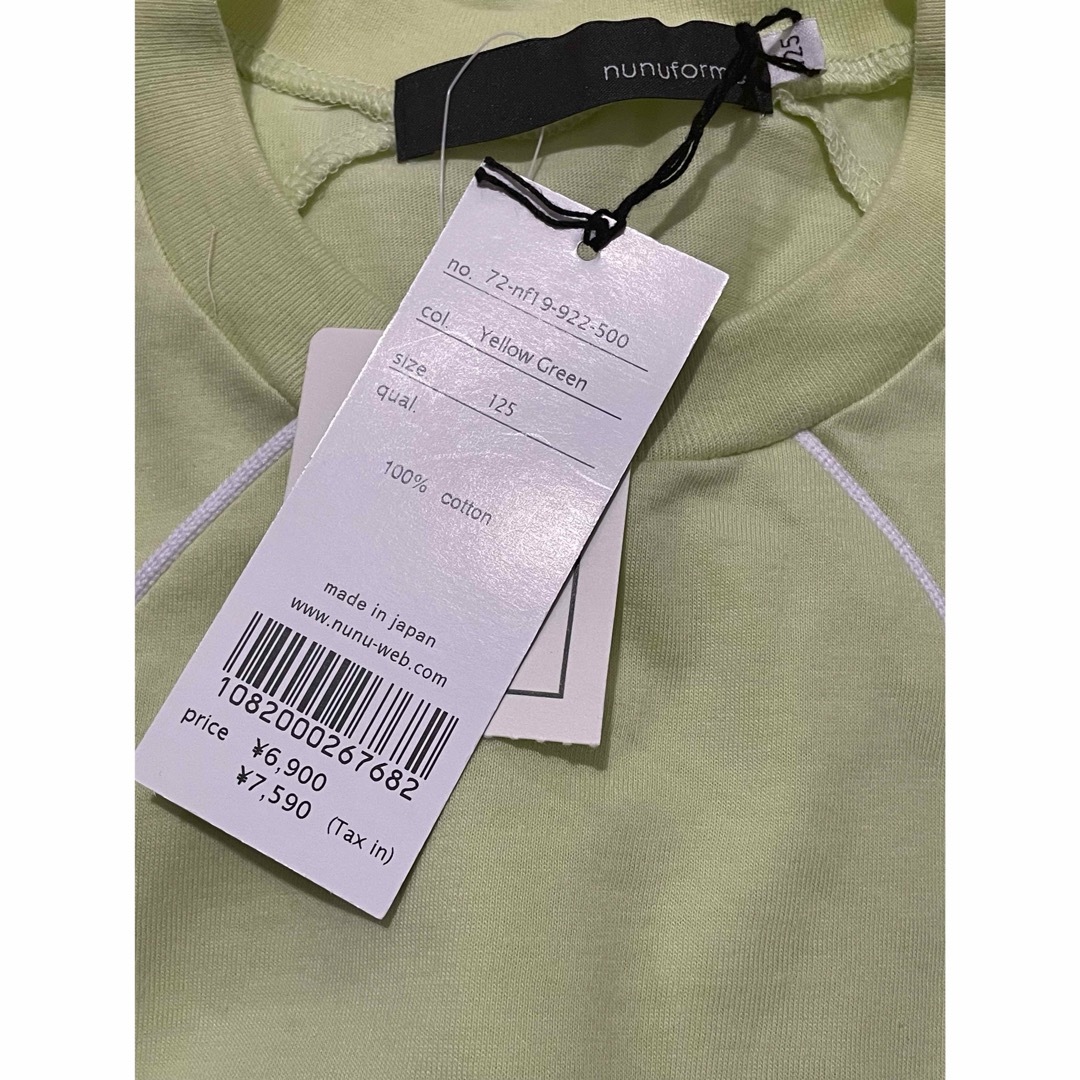 nunuform
25
no. 72-nf19-922-500
col. Yellow Green
size 125
qual.
100% cotton
made in japan
www.nunu-web.com
1082000267682
price ¥6,900
¥7,590 (Tax in)